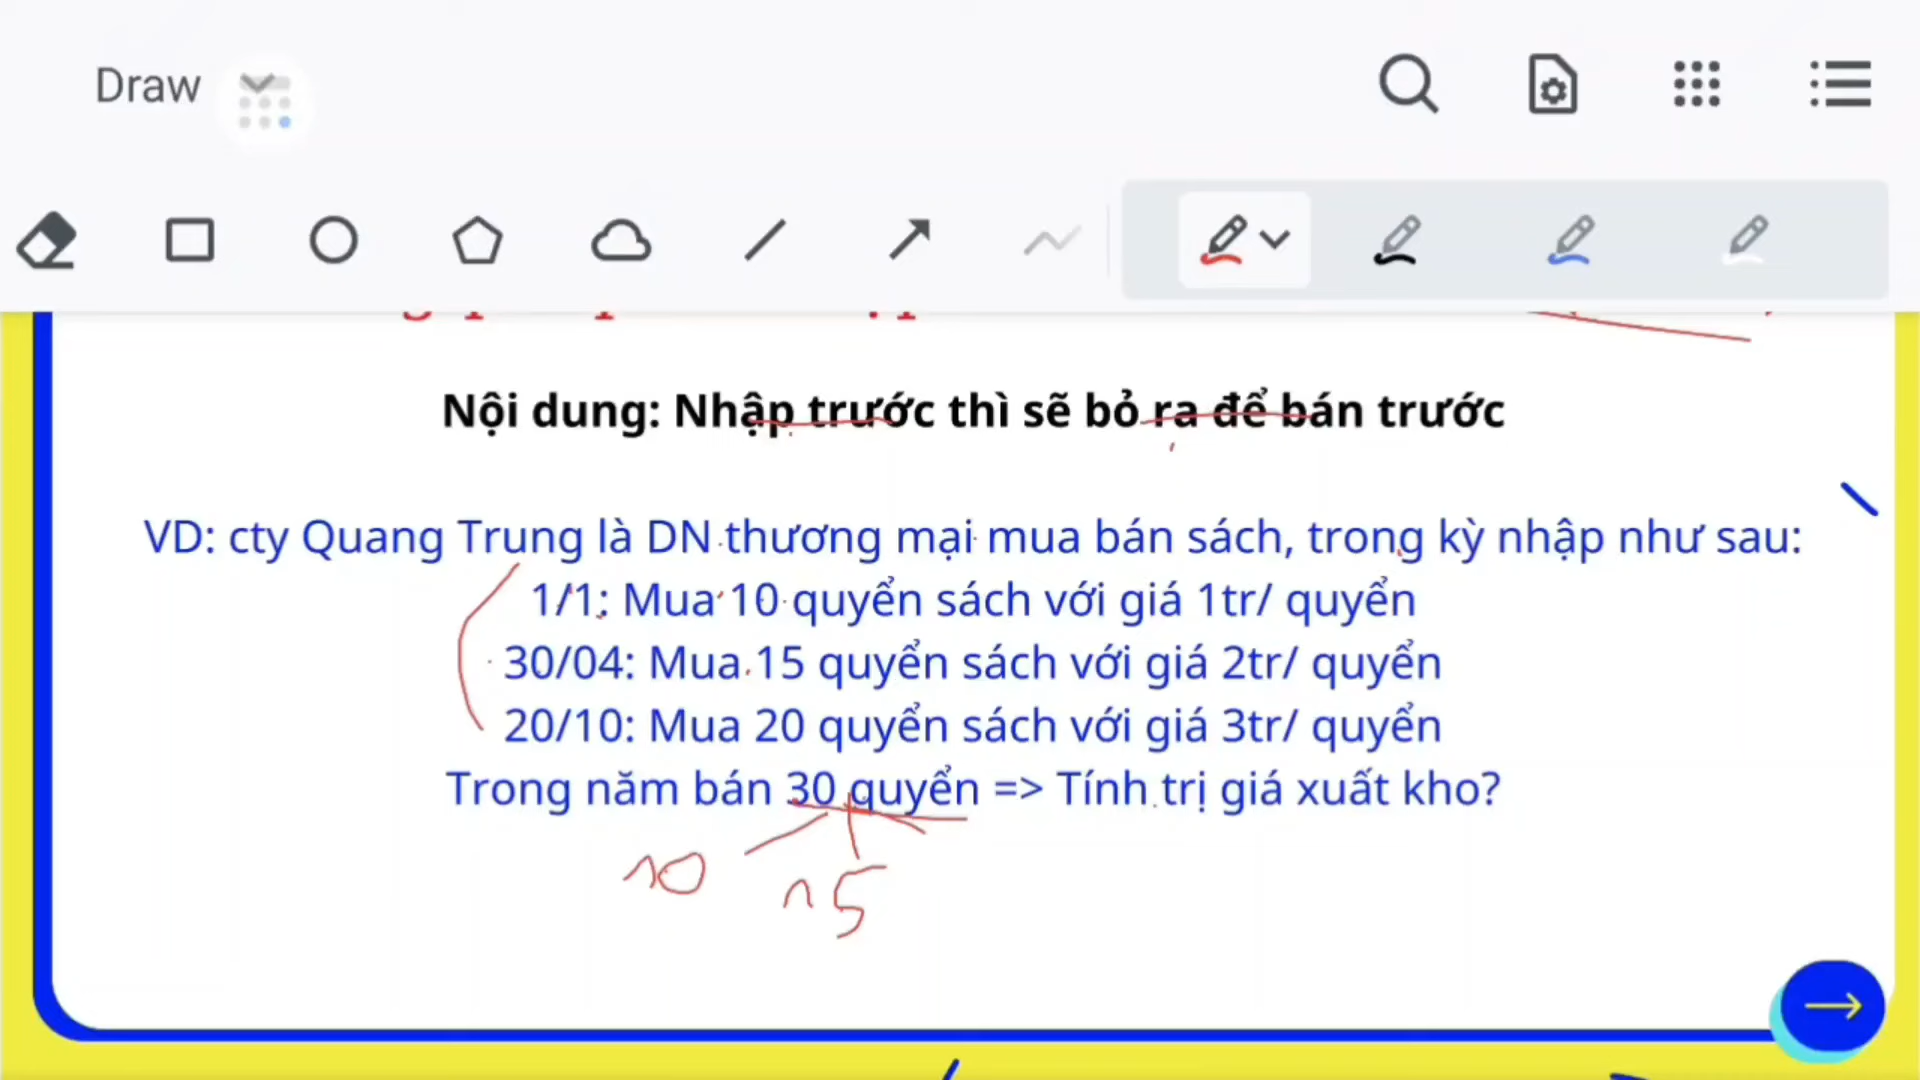 Draw
Nội dung: Nhập trước thì sẽ bỏ ra để bán trước
VD: cty Quang Trung là DN thương mại mua bán sách, trong kỳ nhập như sau:
1/1: Mua 10 quyển sách với giá 1tr/ quyển
30/04: Mua 15 quyển sách với giá 2tr/ quyển
20/10: Mua 20 quyển sách với giá 3tr/ quyển
Trong năm bán 30 quyển => Tính trị giá xuất kho?
10
15